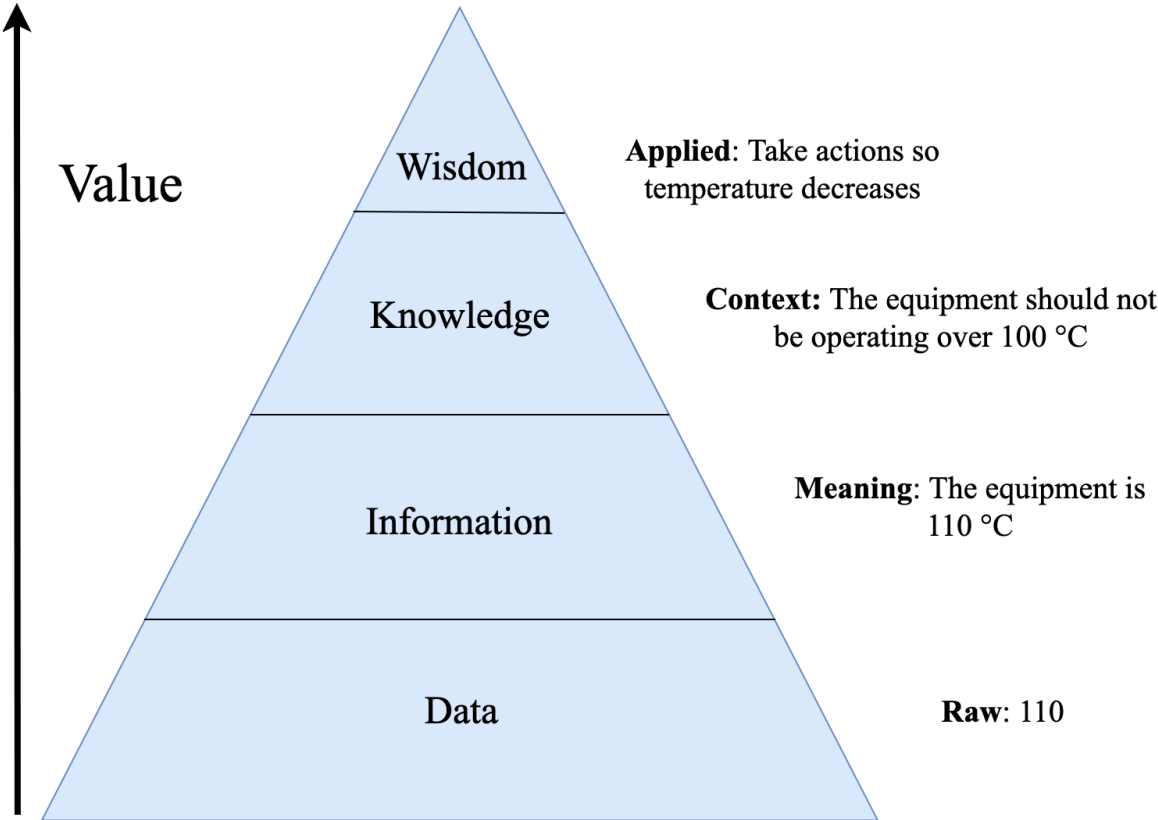 Value
Wisdom
Applied: Take actions so
temperature decreases
Knowledge
Context: The equipment should not
be operating over 100 °C
Information
Meaning: The equipment is
110 °C
Data
Raw: 110